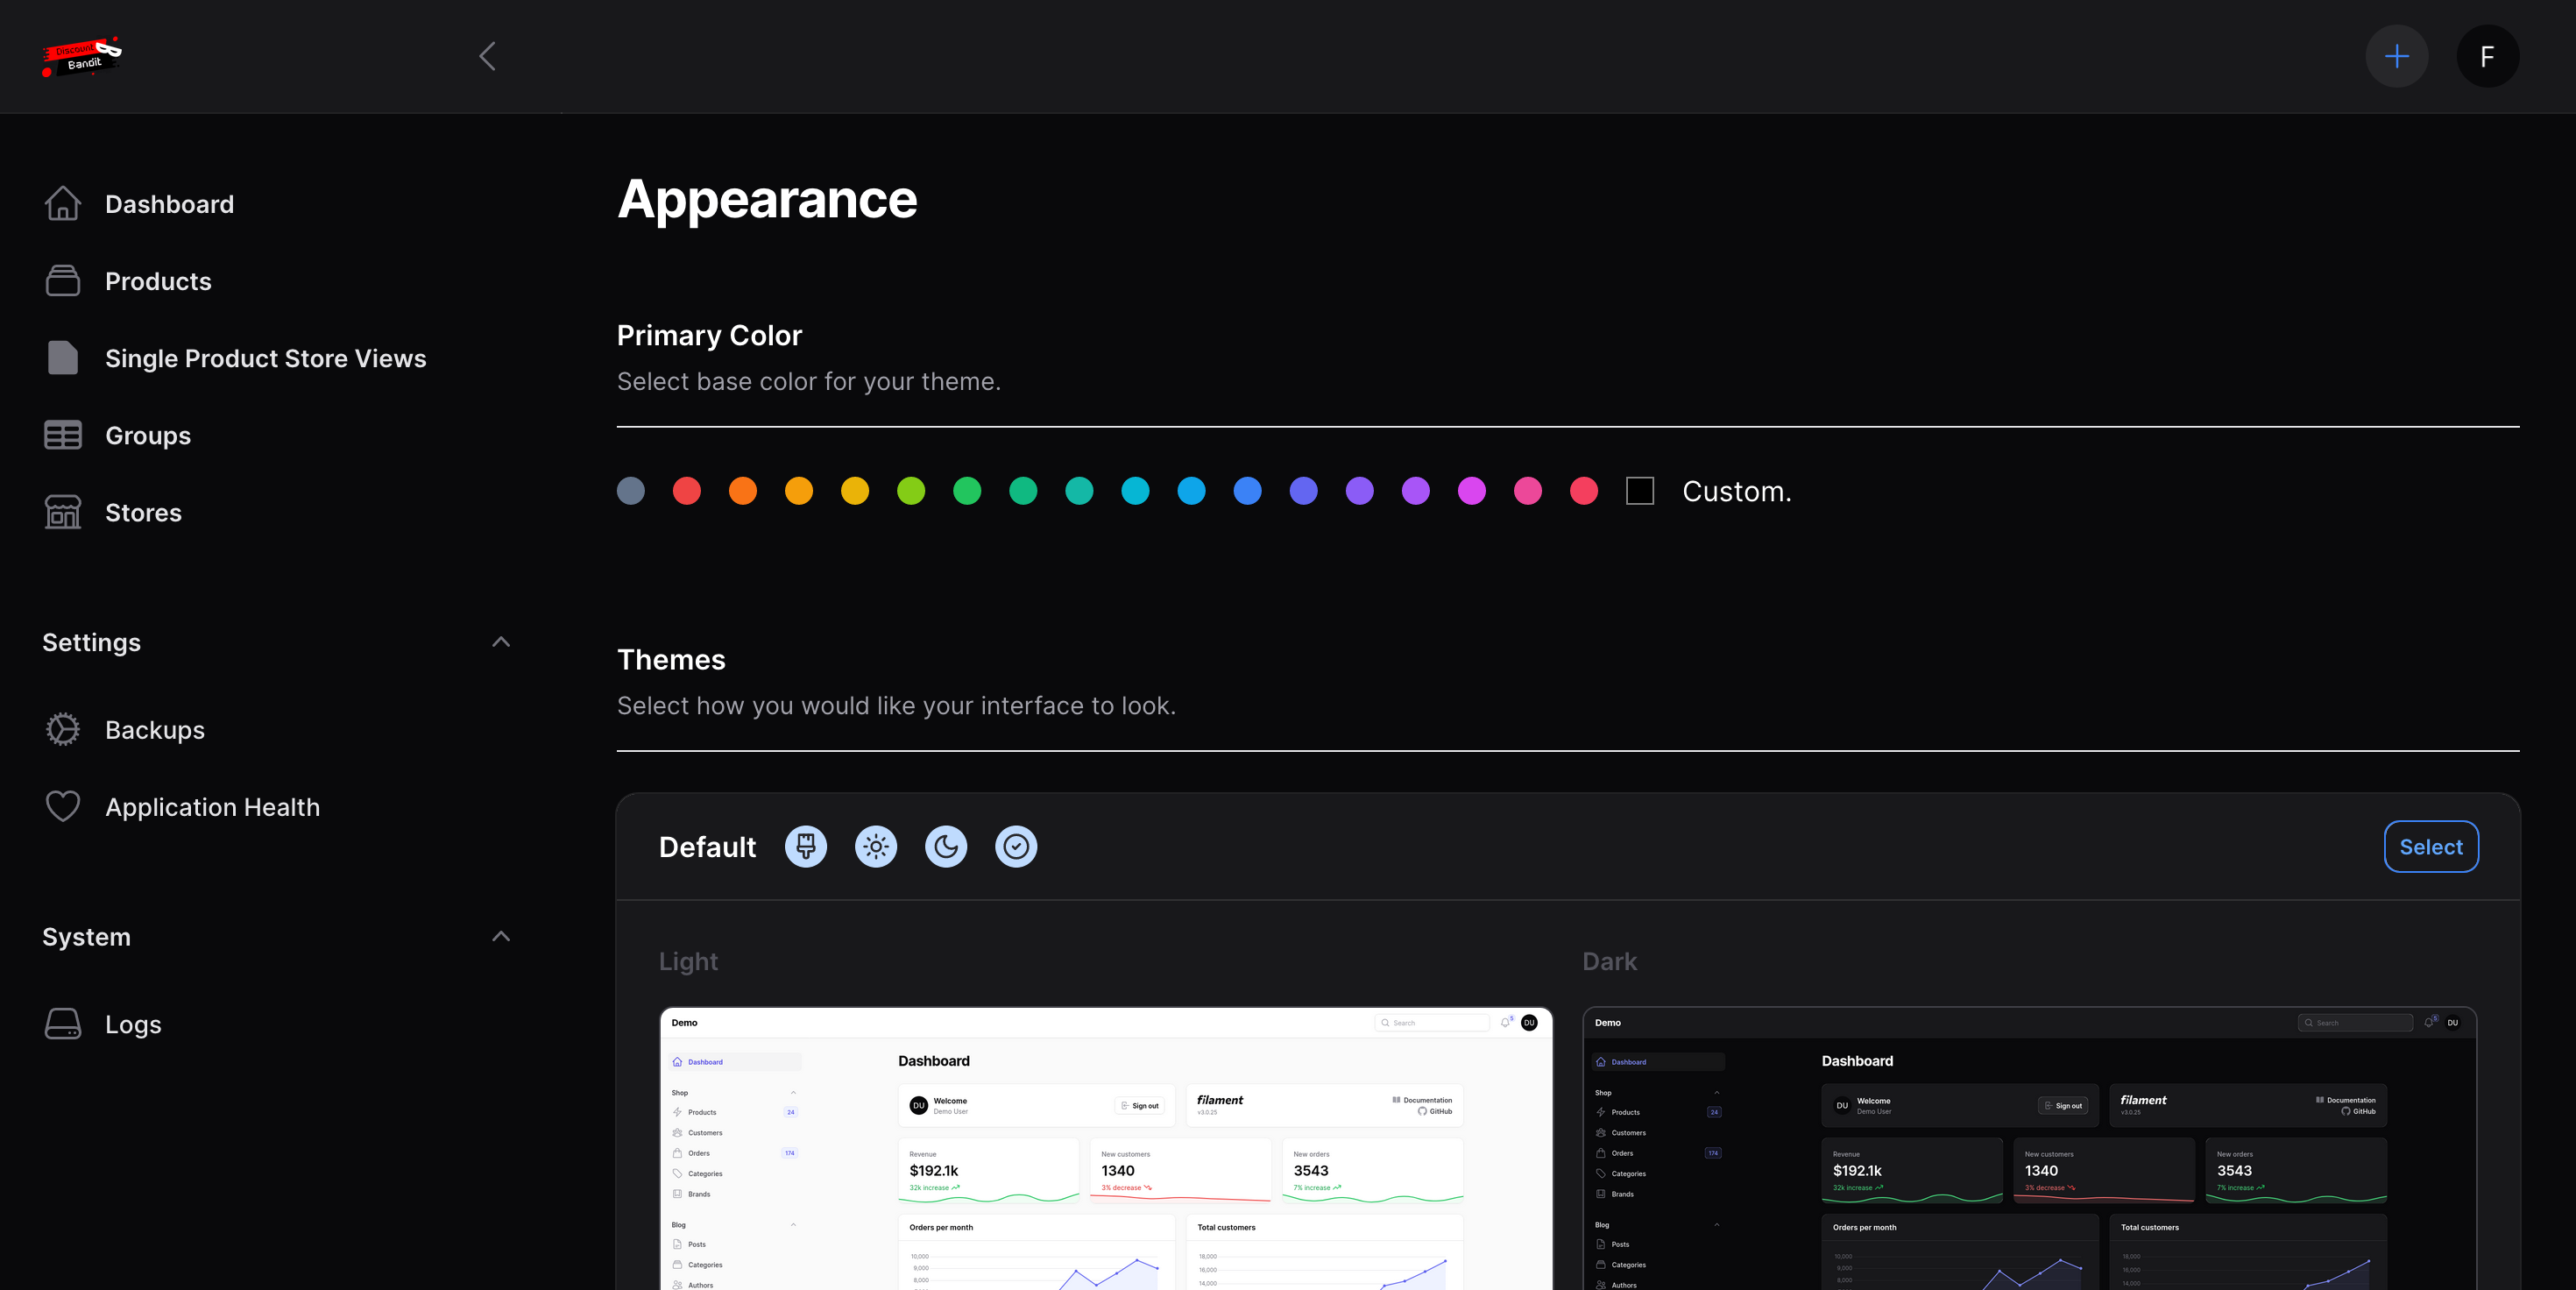 Discount
Bandit
F
Dashboard
Products
Single Product Store Views
Groups
Stores
Settings
Backups
Application Health
System
Logs
Appearance
Primary Color
Select base color for your theme.
Custom.
Themes
Select how you would like your interface to look.
Default
Select
Light
Demo
Search
5
DU
Dashboard
Shop
Products 24
Customers
Orders 174
Categories
Brands
Blog
Posts
Categories
Authors
Dashboard
DU
Welcome
Demo User
Sign out
filament
v3.0.25
Documentation
GitHub
Revenue
$192.1k
32k increase
New customers
1340
3% decrease
New orders
3543
7% increase
Orders per month
10,000
9,000
8,000
Total customers
18,000
16,000
14,000
Dark
Demo
Search
5
DU
Dashboard
Shop
Products 24
Customers
Orders 174
Categories
Brands
Blog
Posts
Categories
Authors
Dashboard
DU
Welcome
Demo User
Sign out
filament
v3.0.25
Documentation
GitHub
Revenue
$192.1k
32k increase
New customers
1340
3% decrease
New orders
3543
7% increase
Orders per month
10,000
9,000
8,000
Total customers
18,000
16,000
14,000